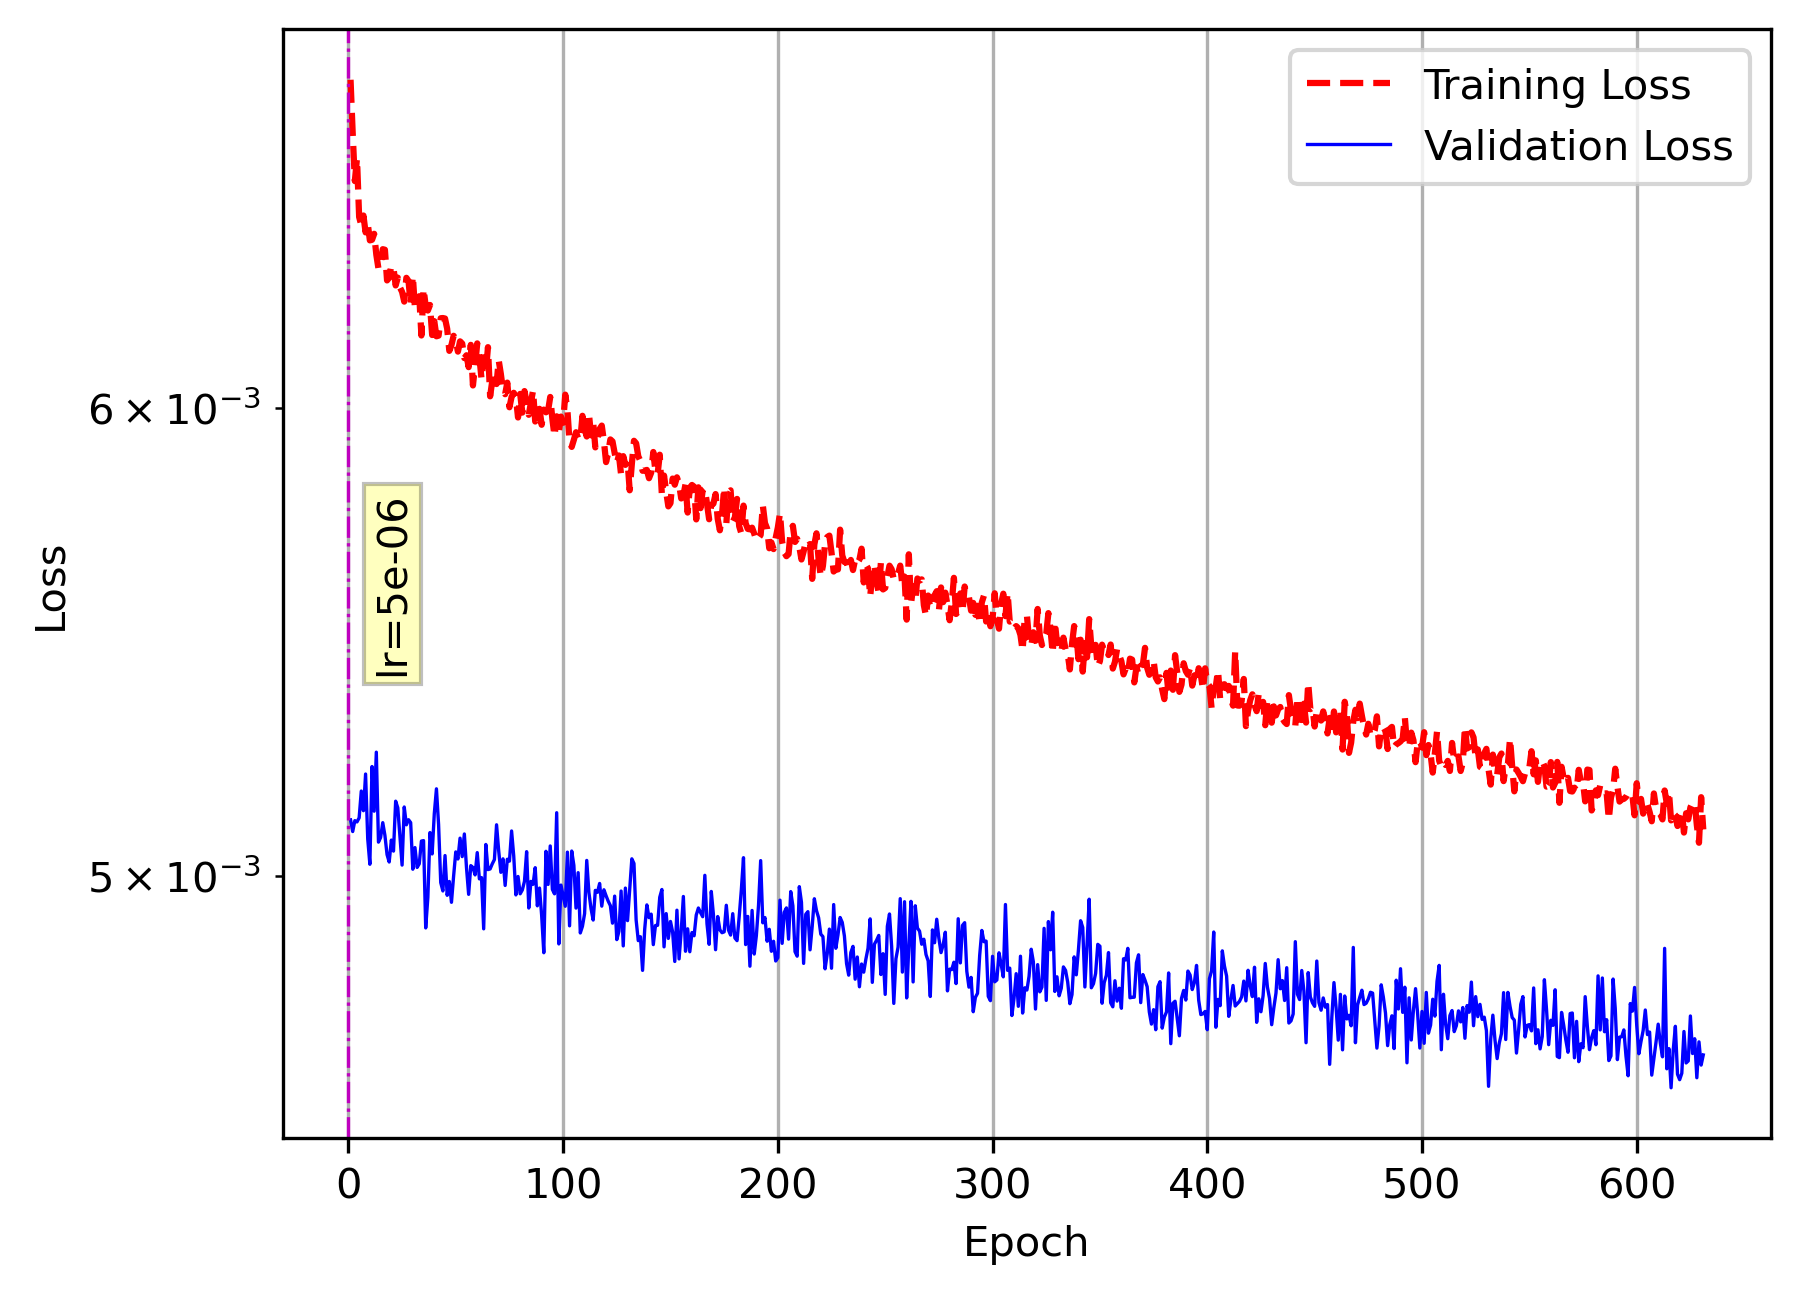 Training Loss
Validation Loss
6 × 10⁻³
5 × 10⁻³
Loss
lr=5e-06
0 100 200 300 400 500 600
Epoch